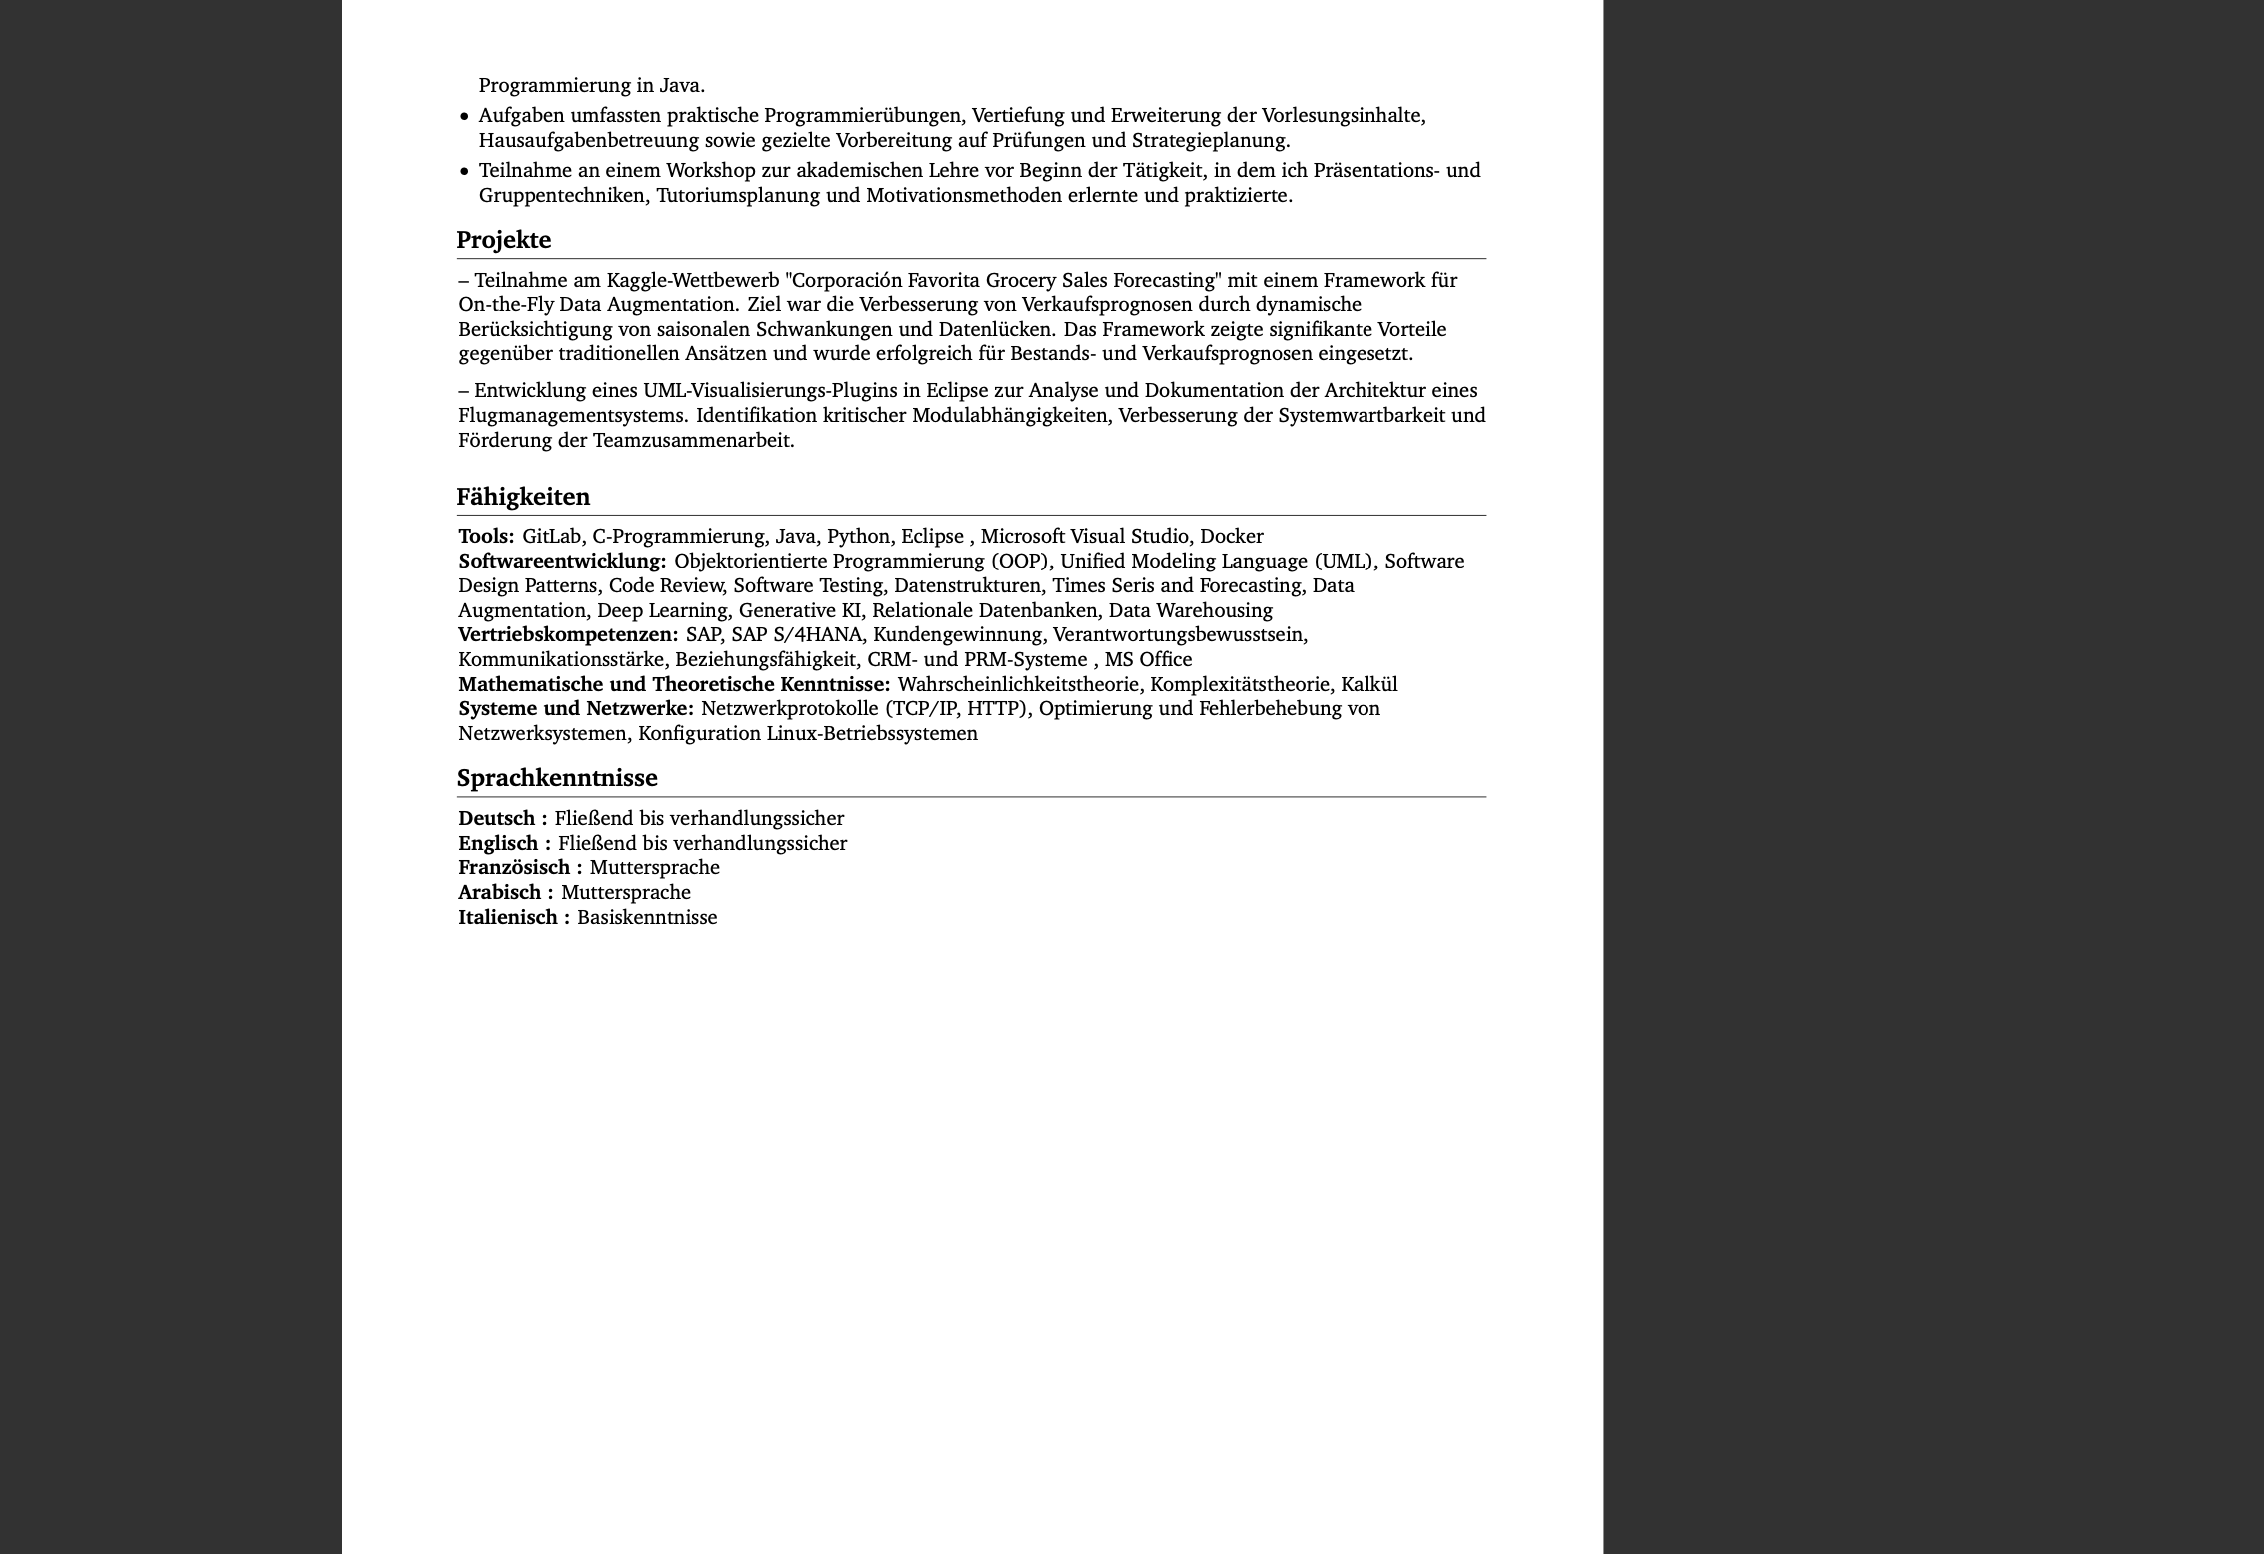 Programmierung in Java.
• Aufgaben umfassten praktische Programmierübungen, Vertiefung und Erweiterung der Vorlesungsinhalte,
Hausaufgabenbetreuung sowie gezielte Vorbereitung auf Prüfungen und Strategieplanung.
• Teilnahme an einem Workshop zur akademischen Lehre vor Beginn der Tätigkeit, in dem ich Präsentations- und
Gruppentechniken, Tutoriumsplanung und Motivationsmethoden erlernte und praktizierte.
Projekte
– Teilnahme am Kaggle-Wettbewerb "Corporación Favorita Grocery Sales Forecasting" mit einem Framework für
On-the-Fly Data Augmentation. Ziel war die Verbesserung von Verkaufsprognosen durch dynamische
Berücksichtigung von saisonalen Schwankungen und Datenlücken. Das Framework zeigte signifikante Vorteile
gegenüber traditionellen Ansätzen und wurde erfolgreich für Bestands- und Verkaufsprognosen eingesetzt.
– Entwicklung eines UML-Visualisierungs-Plugins in Eclipse zur Analyse und Dokumentation der Architektur eines
Flugmanagementsystems. Identifikation kritischer Modulabhängigkeiten, Verbesserung der Systemwartbarkeit und
Förderung der Teamzusammenarbeit.
Fähigkeiten
Tools: GitLab, C-Programmierung, Java, Python, Eclipse , Microsoft Visual Studio, Docker
Softwareentwicklung: Objektorientierte Programmierung (OOP), Unified Modeling Language (UML), Software
Design Patterns, Code Review, Software Testing, Datenstrukturen, Times Seris and Forecasting, Data
Augmentation, Deep Learning, Generative KI, Relationale Datenbanken, Data Warehousing
Vertriebskompetenzen: SAP, SAP S/4HANA, Kundengewinnung, Verantwortungsbewusstsein,
Kommunikationsstärke, Beziehungsfähigkeit, CRM- und PRM-Systeme , MS Office
Mathematische und Theoretische Kenntnisse: Wahrscheinlichkeitstheorie, Komplexitätstheorie, Kalkül
Systeme und Netzwerke: Netzwerkprotokolle (TCP/IP, HTTP), Optimierung und Fehlerbehebung von
Netzwerksystemen, Konfiguration Linux-Betriebssystemen
Sprachkenntnisse
Deutsch : Fließend bis verhandlungssicher
Englisch : Fließend bis verhandlungssicher
Französisch : Muttersprache
Arabisch : Muttersprache
Italienisch : Basiskenntnisse